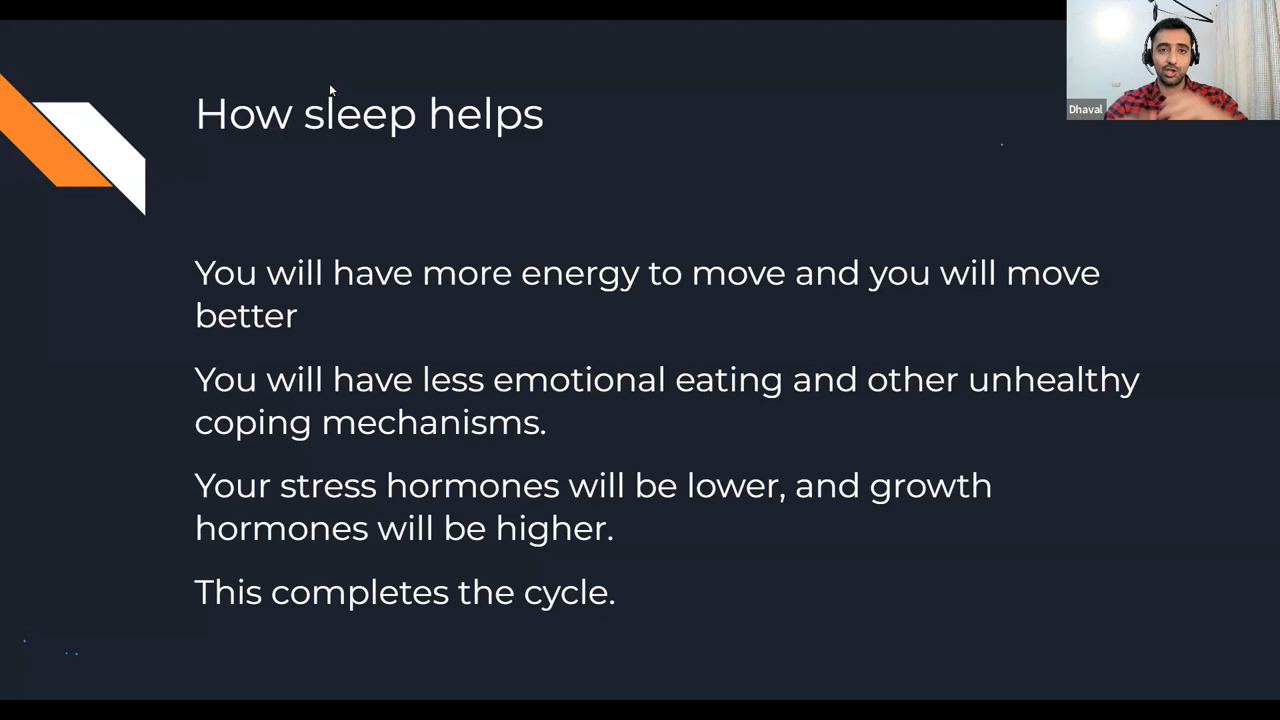 Dhaval
How sleep helps
You will have more energy to move and you will move
better
You will have less emotional eating and other unhealthy
coping mechanisms.
Your stress hormones will be lower, and growth
hormones will be higher.
This completes the cycle.